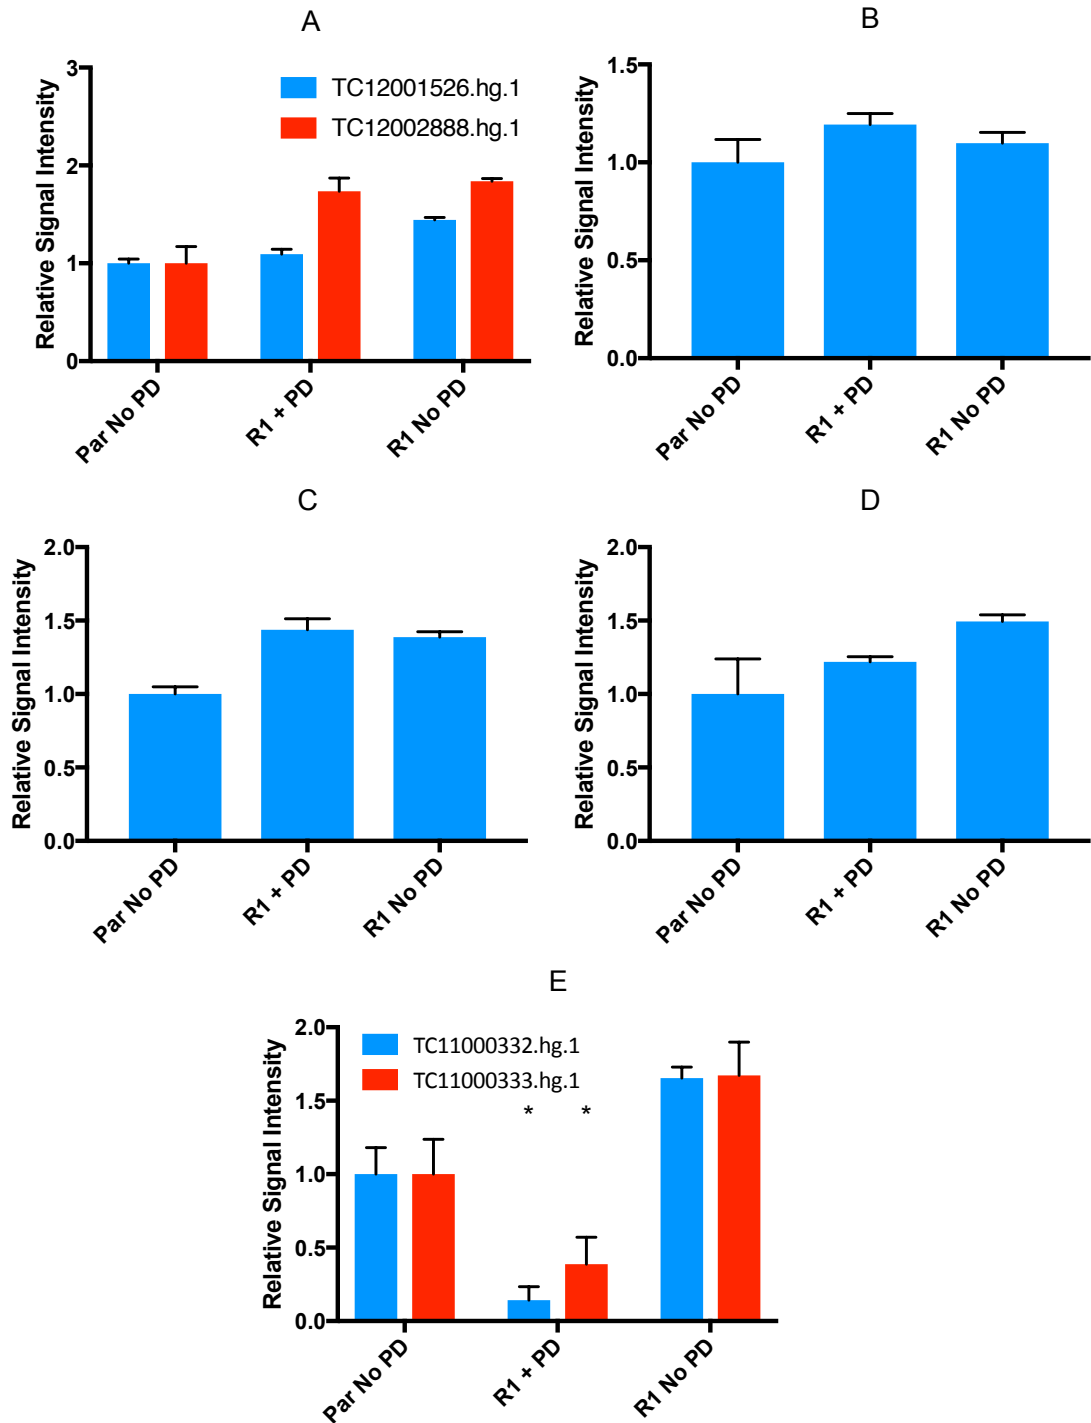 A
Relative Signal Intensity
3
2
1
0
TC12001526.hg.1
TC12002888.hg.1
Par No PD
R1 + PD
R1 No PD
B
Relative Signal Intensity
1.5
1.0
0.5
0.0
Par No PD
R1 + PD
R1 No PD
C
Relative Signal Intensity
2.0
1.5
1.0
0.5
0.0
Par No PD
R1 + PD
R1 No PD
D
Relative Signal Intensity
2.0
1.5
1.0
0.5
0.0
Par No PD
R1 + PD
R1 No PD
E
Relative Signal Intensity
2.0
1.5
1.0
0.5
0.0
TC11000332.hg.1
TC11000333.hg.1
* *
Par No PD
R1 + PD
R1 No PD